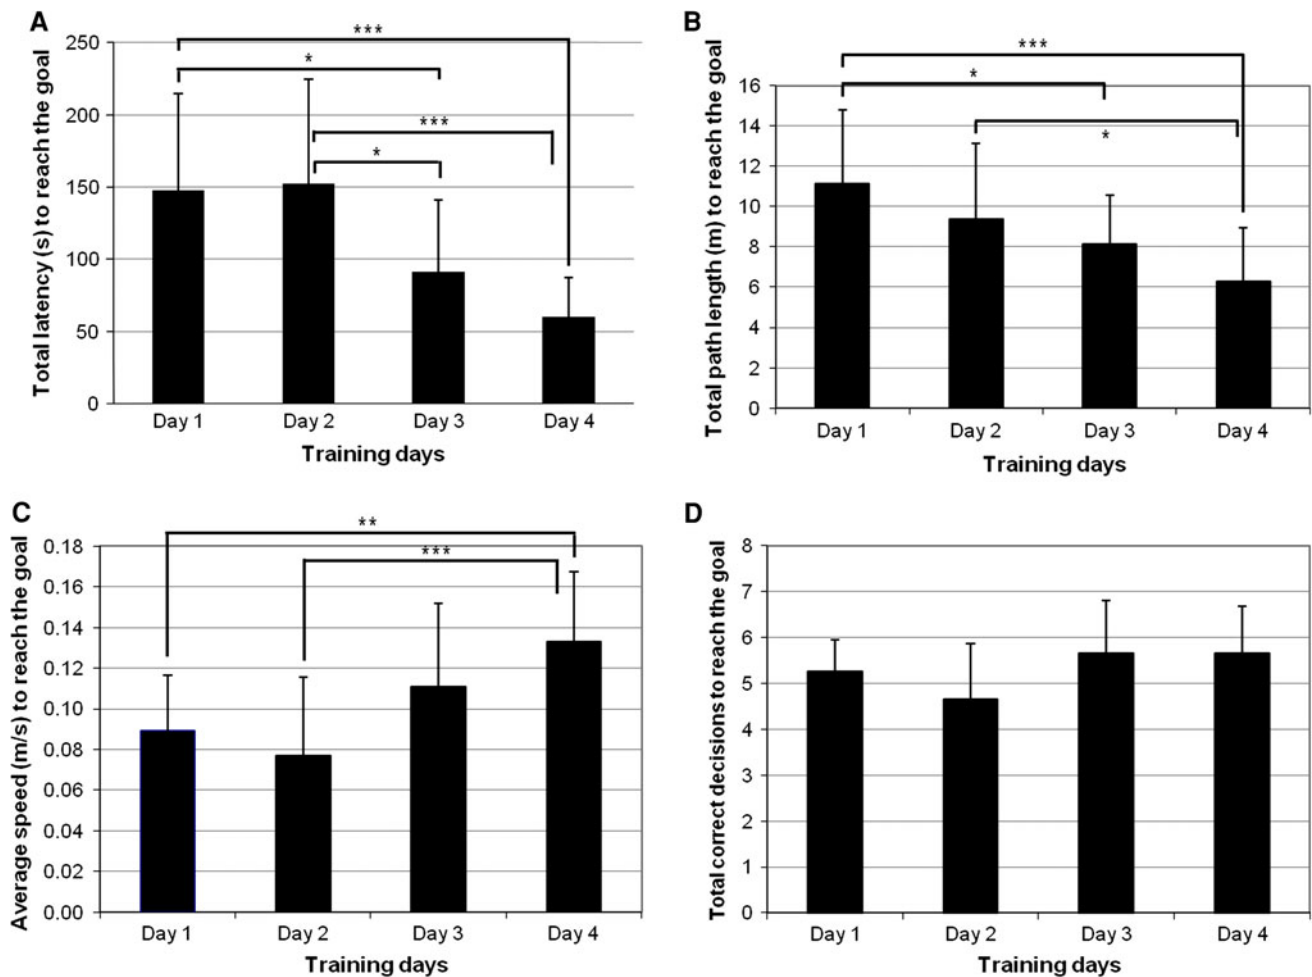 A
Total latency (s) to reach the goal
250
200
150
100
50
0
***
*
***
*
Day 1 Day 2 Day 3 Day 4
Training days
B
Total path length (m) to reach the goal
16
14
12
10
8
6
4
2
0
***
*
*
Day 1 Day 2 Day 3 Day 4
Training days
C
Average speed (m/s) to reach the goal
0.18
0.16
0.14
0.12
0.10
0.08
0.06
0.04
0.02
0.00
**
***
Day 1 Day 2 Day 3 Day 4
Training days
D
Total correct decisions to reach the goal
8
7
6
5
4
3
2
1
0
Day 1 Day 2 Day 3 Day 4
Training days